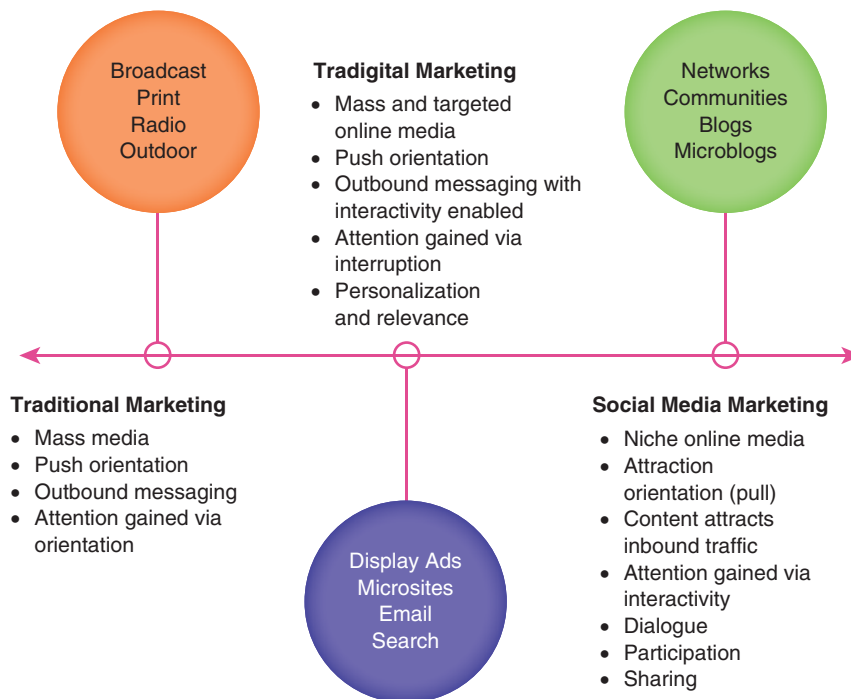 Broadcast
Print
Radio
Outdoor
Tradigital Marketing
• Mass and targeted
online media
• Push orientation
• Outbound messaging with
interactivity enabled
• Attention gained via
interruption
• Personalization
and relevance
Networks
Communities
Blogs
Microblogs
Traditional Marketing
• Mass media
• Push orientation
• Outbound messaging
• Attention gained via
orientation
Display Ads
Microsites
Email
Search
Social Media Marketing
• Niche online media
• Attraction
orientation (pull)
• Content attracts
inbound traffic
• Attention gained via
interactivity
• Dialogue
• Participation
• Sharing